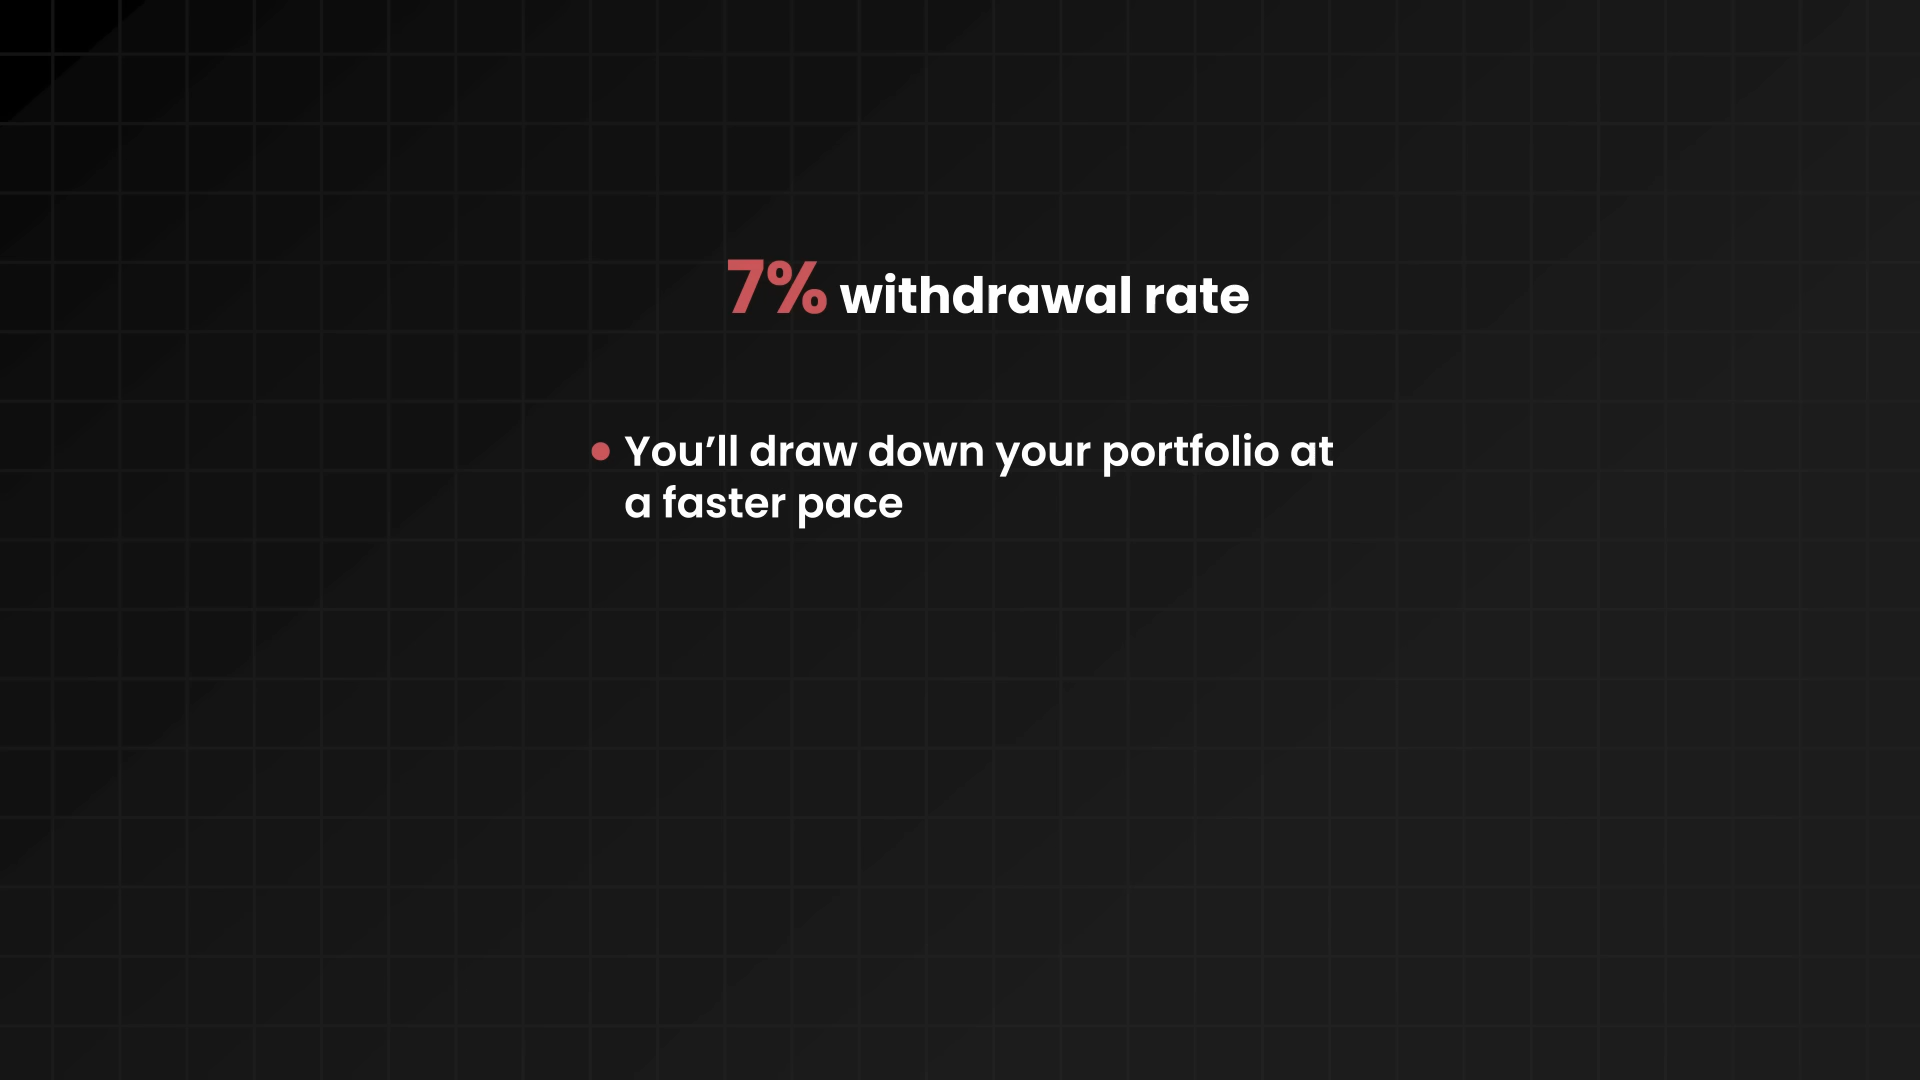 7% withdrawal rate
• You’ll draw down your portfolio at
a faster pace